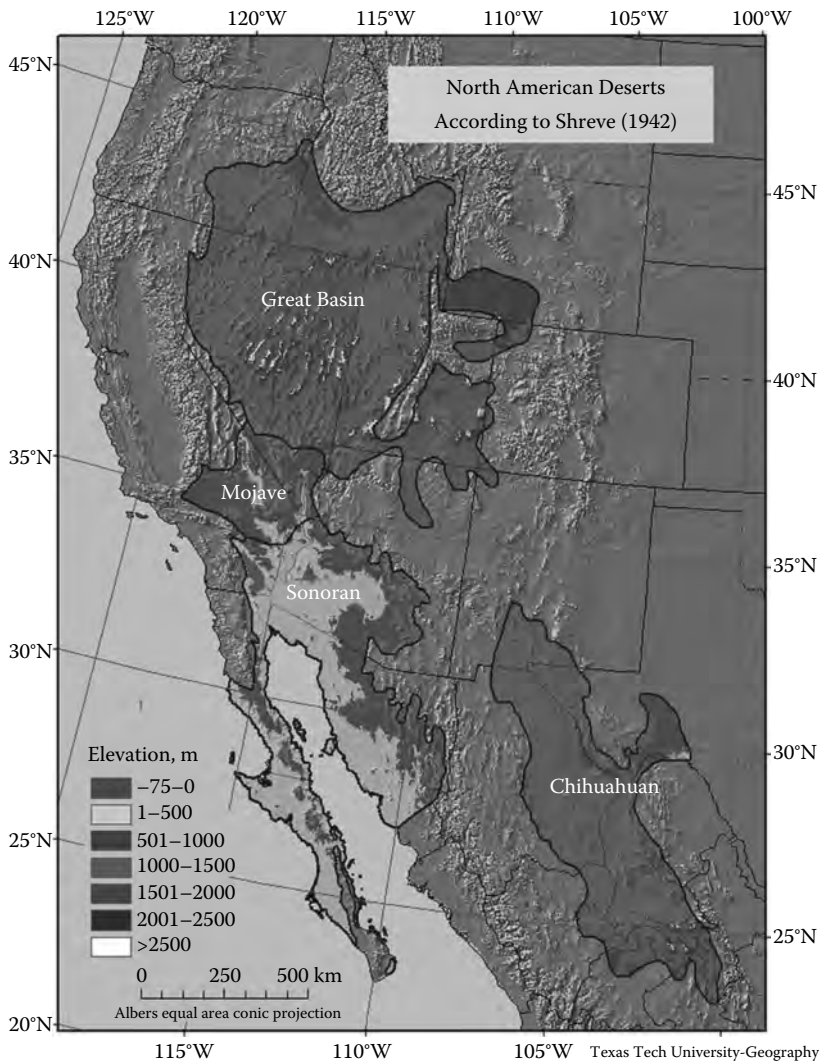 125°W 120°W 115°W 110°W 105°W 100°W
45°N
North American Deserts
According to Shreve (1942)
45°N
40°N
Great Basin
40°N
35°N
Mojave
35°N
Sonoran
30°N
30°N
Elevation, m
–75–0
1–500
501–1000
1000–1500
1501–2000
2001–2500
>2500
Chihuahuan
25°N
25°N
0 250 500 km
Albers equal area conic projection
20°N
115°W 110°W 105°W
Texas Tech University-Geography